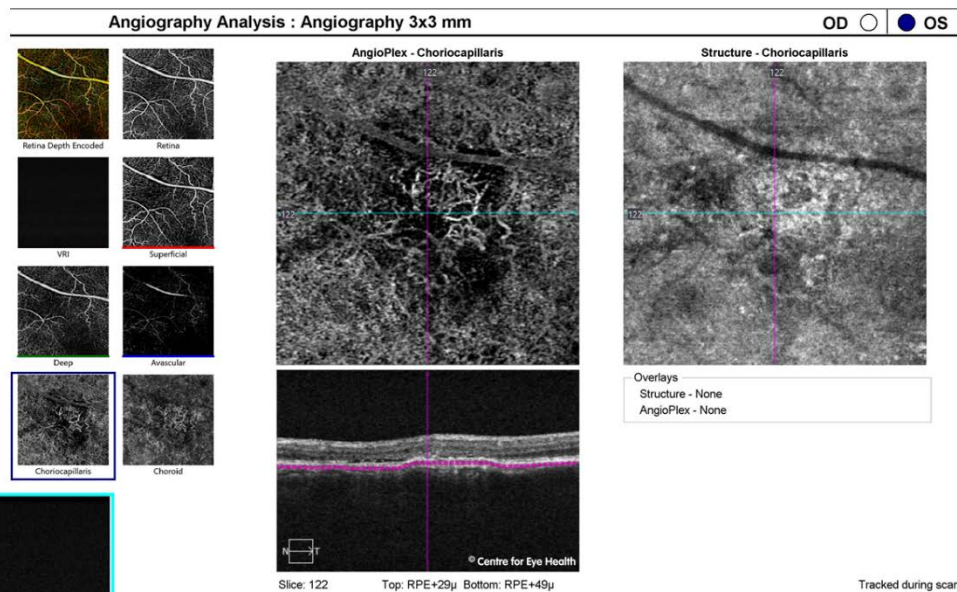 Angiography Analysis : Angiography 3x3 mm
OD OS
AngioPlex - Choriocapillaris
Structure - Choriocapillaris
122
122
122
122
Retina Depth Encoded
Retina
VRI
Superficial
Deep
Avascular
Choriocapillaris
Choroid
Overlays
Structure - None
AngioPlex - None
N T
© Centre for Eye Health
Slice: 122 Top: RPE+29µ Bottom: RPE+49µ
Tracked during scan